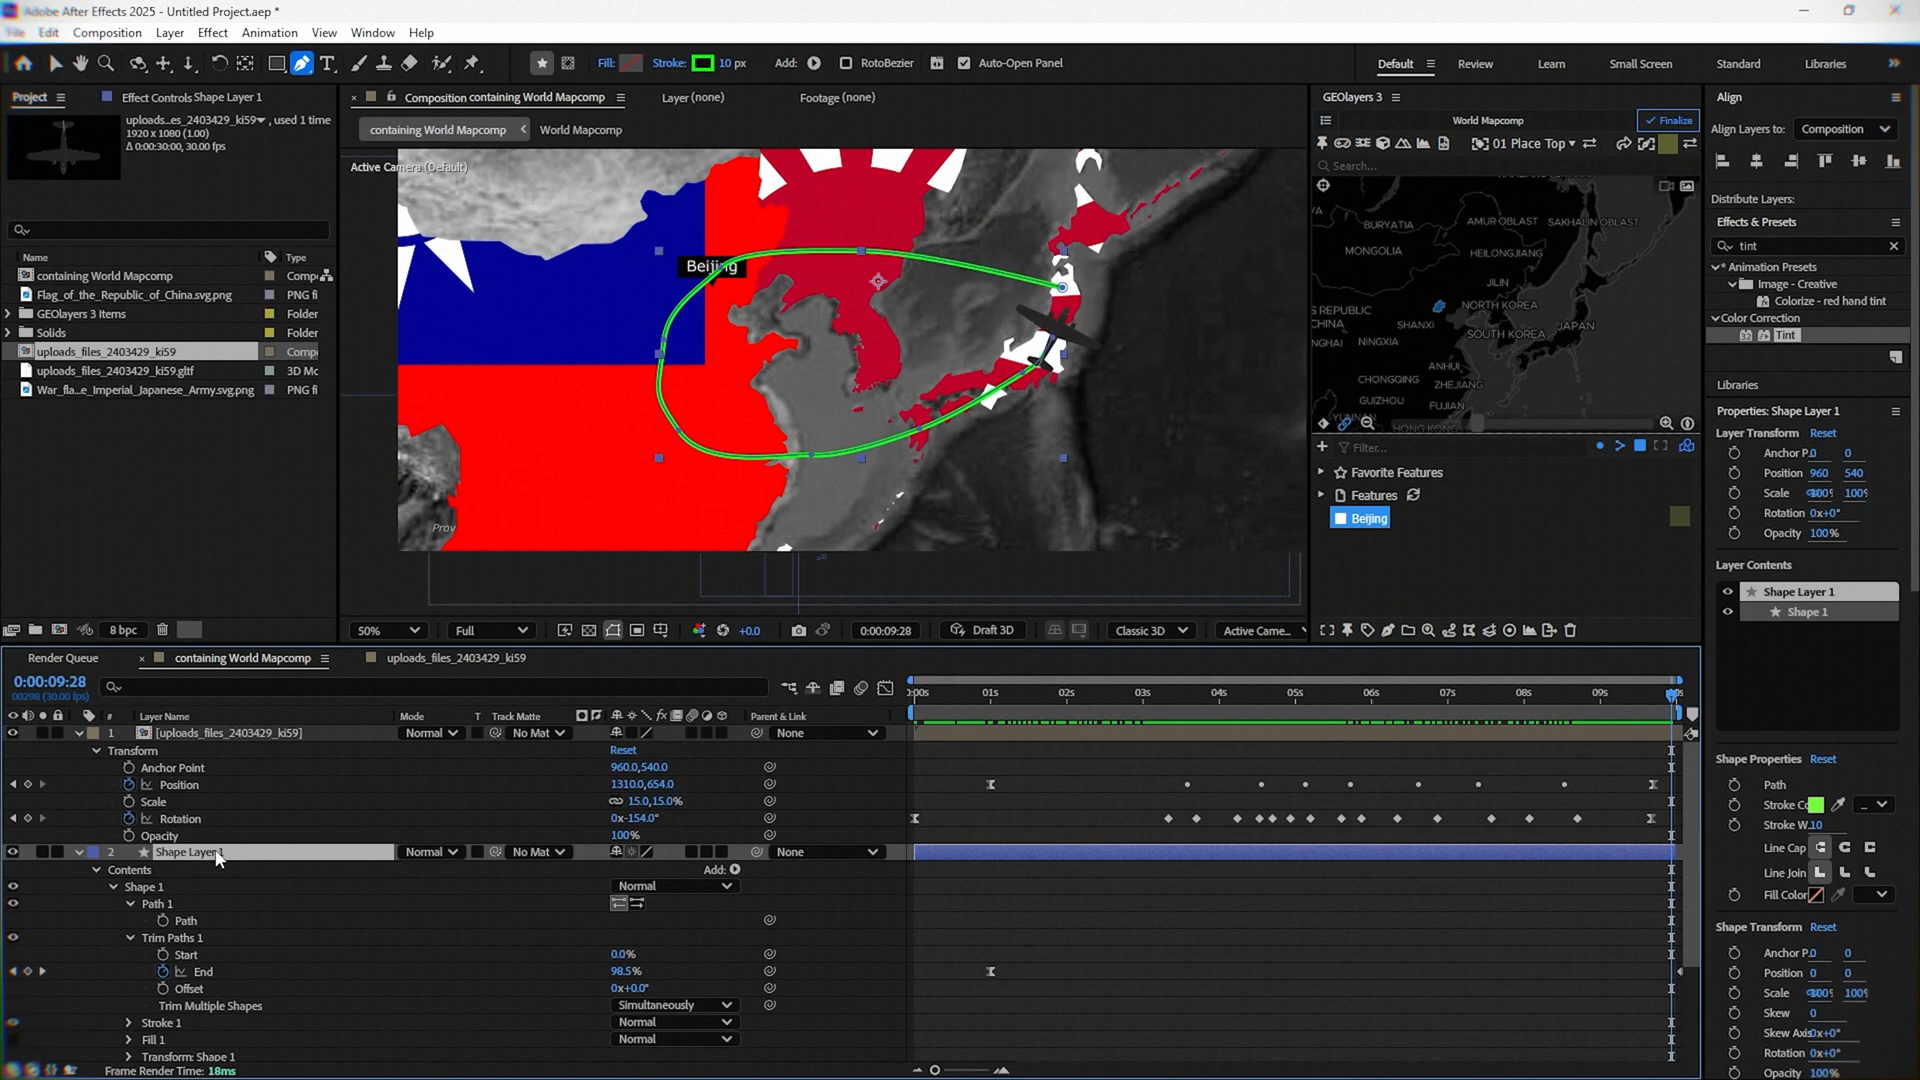 Adobe After Effects 2025 - Untitled Project.aep *
File Edit Composition Layer Effect Animation View Window Help
Fill: Stroke: 10 px Add: RotoBezier Auto-Open Panel
Default Review Learn Small Screen Standard Libraries
Project Effect Controls Shape Layer 1
uploads_..es_2403429_ki59 , used 1 time
1920 x 1080 (1.00)
Δ 0:00:30:00, 30.00 fps
Name Type
containing World Mapcomp Comp
Flag_of_the_Republic_of_China.svg.png PNG fi
GEOlayers 3 Items Folder
Solids Folder
uploads_files_2403429_ki59 Comp
uploads_files_2403429_ki59.gltf 3D Mc
War_fla...e_Imperial_Japanese_Army.svg.png PNG fi
8 bpc
Composition containing World Mapcomp Layer (none) Footage (none)
containing World Mapcomp World Mapcomp
Active Camera (Default)
Beijing
Prov
50% Full +0.0 0:00:09:28 Draft 3D Classic 3D Active Came...
GEOlayers 3
World Mapcomp Finalize
01 Place Top
Search...
BURYATIA
AMUR OBLAST
SAKHALIN OBLAST
MONGOLIA
HEILONGJIANG
JILIN
NORTH KOREA
S REPUBLIC
CHINA
SHANXI
JAPAN
SOUTH KOREA
NGHAI
NINGXIA
ANHUI
CHONGQING
ZHEJIANG
GUIZHOU
FUJIAN
YUNNAN
HONG KONG
Filter...
Favorite Features
Features
Beijing
Align
Align Layers to: Composition
Distribute Layers:
Effects & Presets
tint
* Animation Presets
Image - Creative
Colorize - red hand tint
Color Correction
Tint
Libraries
Properties: Shape Layer 1
Layer Transform Reset
Anchor P. 0 0
Position 960 540
Scale 100% 100%
Rotation 0x+0°
Opacity 100%
Layer Contents
Shape Layer 1
Shape 1
Shape Properties Reset
Path
Stroke Co
Stroke W. 10
Line Cap
Line Join
Fill Color
Shape Transform Reset
Anchor P. 0 0
Position 0 0
Scale 100% 100%
Skew 0
Skew Axis 0x+0°
Rotation 0x+0°
Opacity 100%
Render Queue containing World Mapcomp uploads_files_2403429_ki59
0:00:09:28
00298 (30.00 fps)
:00s 01s 02s 03s 04s 05s 06s 07s 08s 09s
# Layer Name Mode T Track Matte Parent & Link
1 [uploads_files_2403429_ki59] Normal No Mat None
Transform Reset
Anchor Point 960.0,540.0
Position 1310.0,654.0
Scale 15.0,15.0%
Rotation 0x-154.0°
Opacity 100%
2 Shape Layer 1 Normal No Mat None
Contents Add:
Shape 1 Normal
Path 1
Path
Trim Paths 1
Start 0.0%
End 98.5%
Offset 0x+0.0°
Trim Multiple Shapes Simultaneously
Stroke 1 Normal
Fill 1 Normal
Transform: Shape 1
Frame Render Time: 18ms